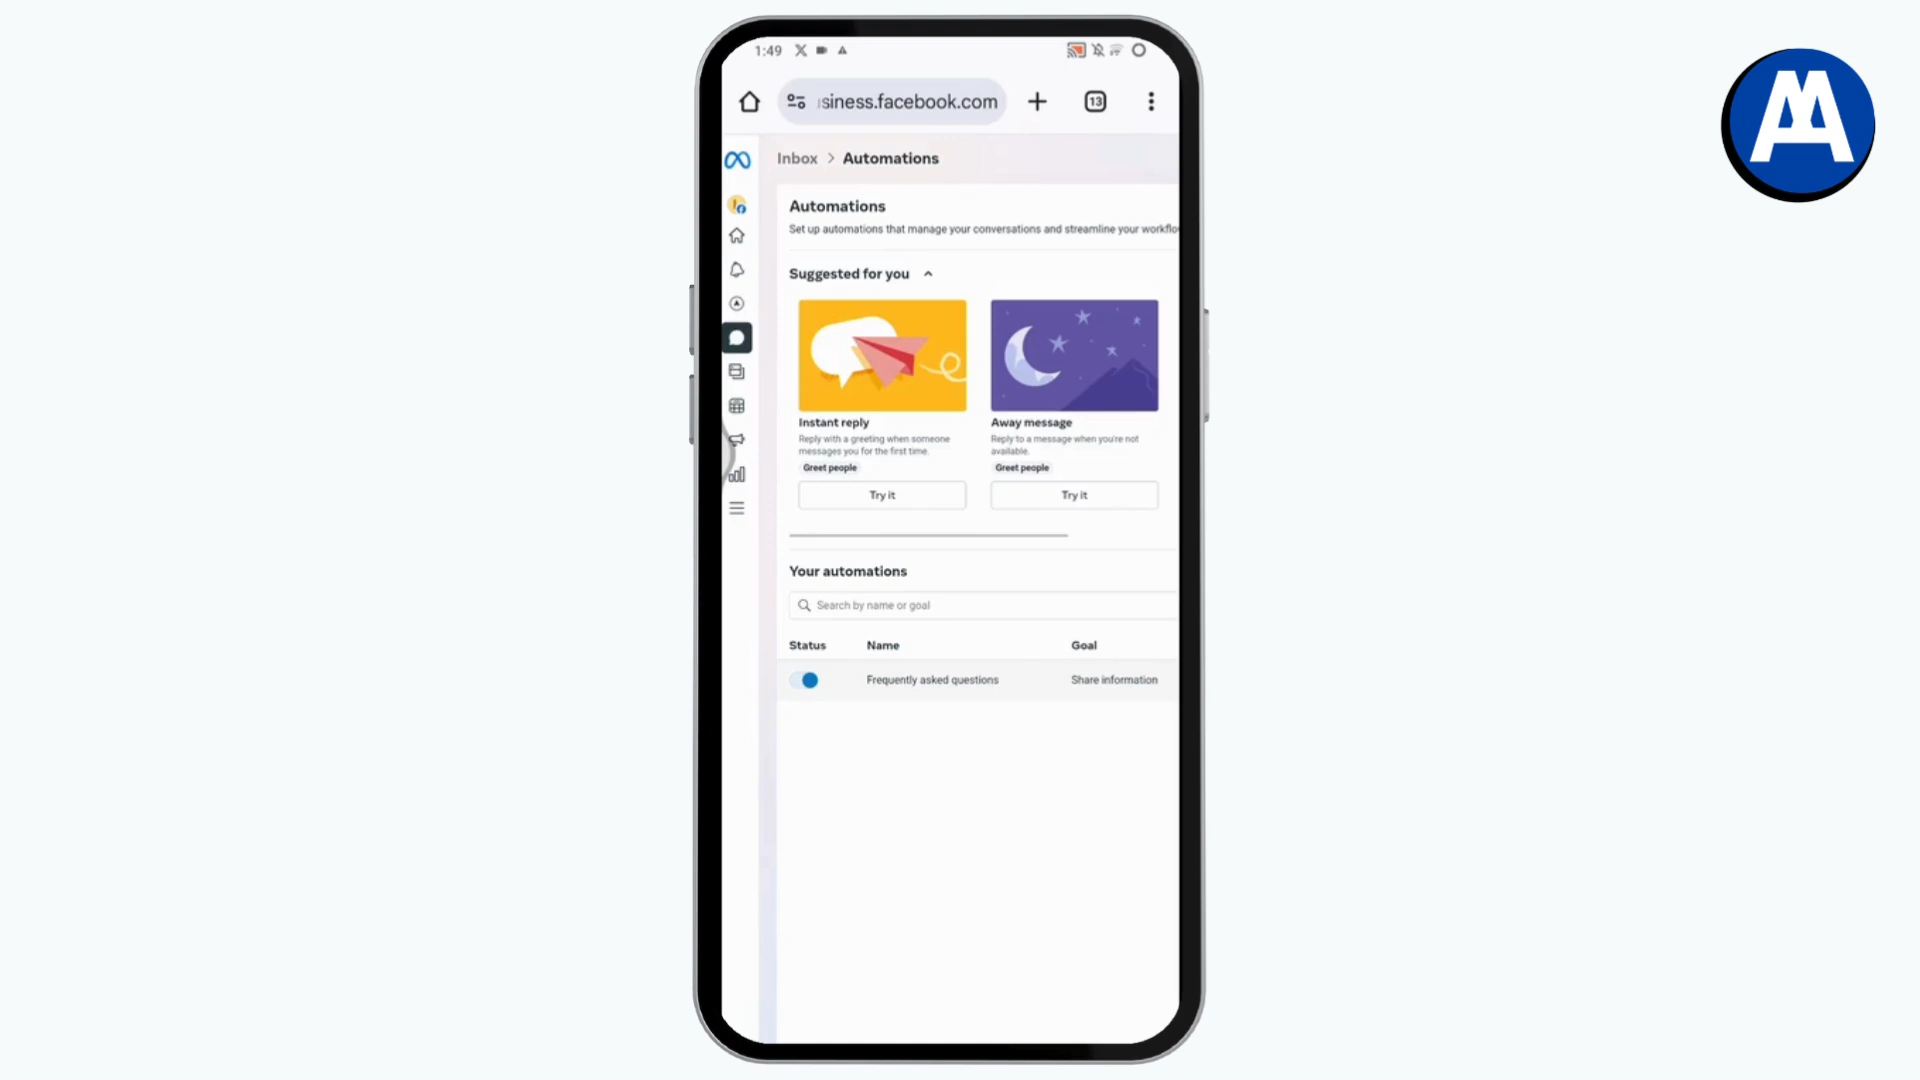 1:49
ısiness.facebook.com
13
Inbox > Automations
Automations
Set up automations that manage your conversations and streamline your workflo
Suggested for you
Instant reply
Reply with a greeting when someone
messages you for the first time.
Greet people
Try it
Away message
Reply to a message when you're not
available.
Greet people
Try it
Your automations
Search by name or goal
Status Name Goal
Frequently asked questions Share information